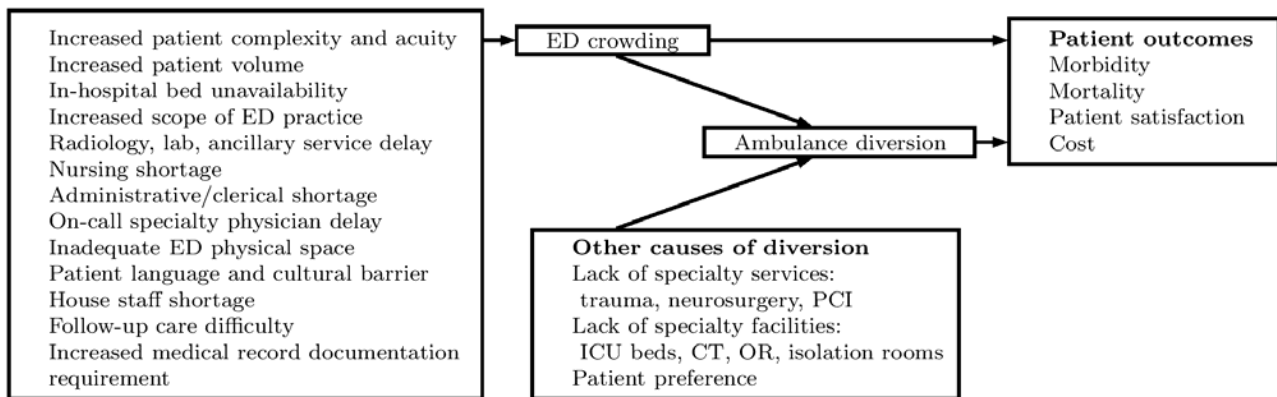 Increased patient complexity and acuity
Increased patient volume
In-hospital bed unavailability
Increased scope of ED practice
Radiology, lab, ancillary service delay
Nursing shortage
Administrative/clerical shortage
On-call specialty physician delay
Inadequate ED physical space
Patient language and cultural barrier
House staff shortage
Follow-up care difficulty
Increased medical record documentation
requirement
ED crowding
Ambulance diversion
Other causes of diversion
Lack of specialty services:
trauma, neurosurgery, PCI
Lack of specialty facilities:
ICU beds, CT, OR, isolation rooms
Patient preference
Patient outcomes
Morbidity
Mortality
Patient satisfaction
Cost